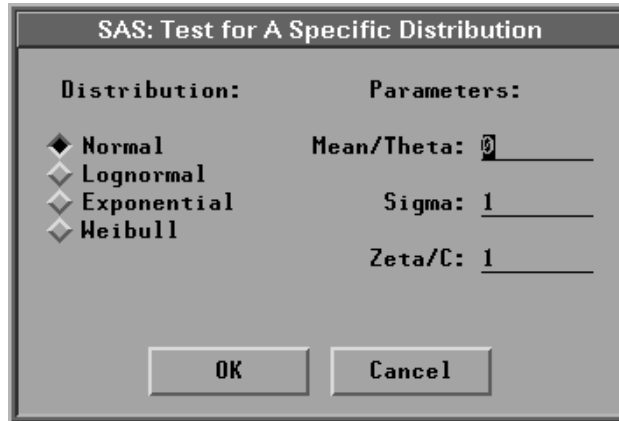 SAS: Test for A Specific Distribution
Distribution:
Normal
Lognormal
Exponential
Weibull
Parameters:
Mean/Theta: 0
Sigma: 1
Zeta/C: 1
OK
Cancel